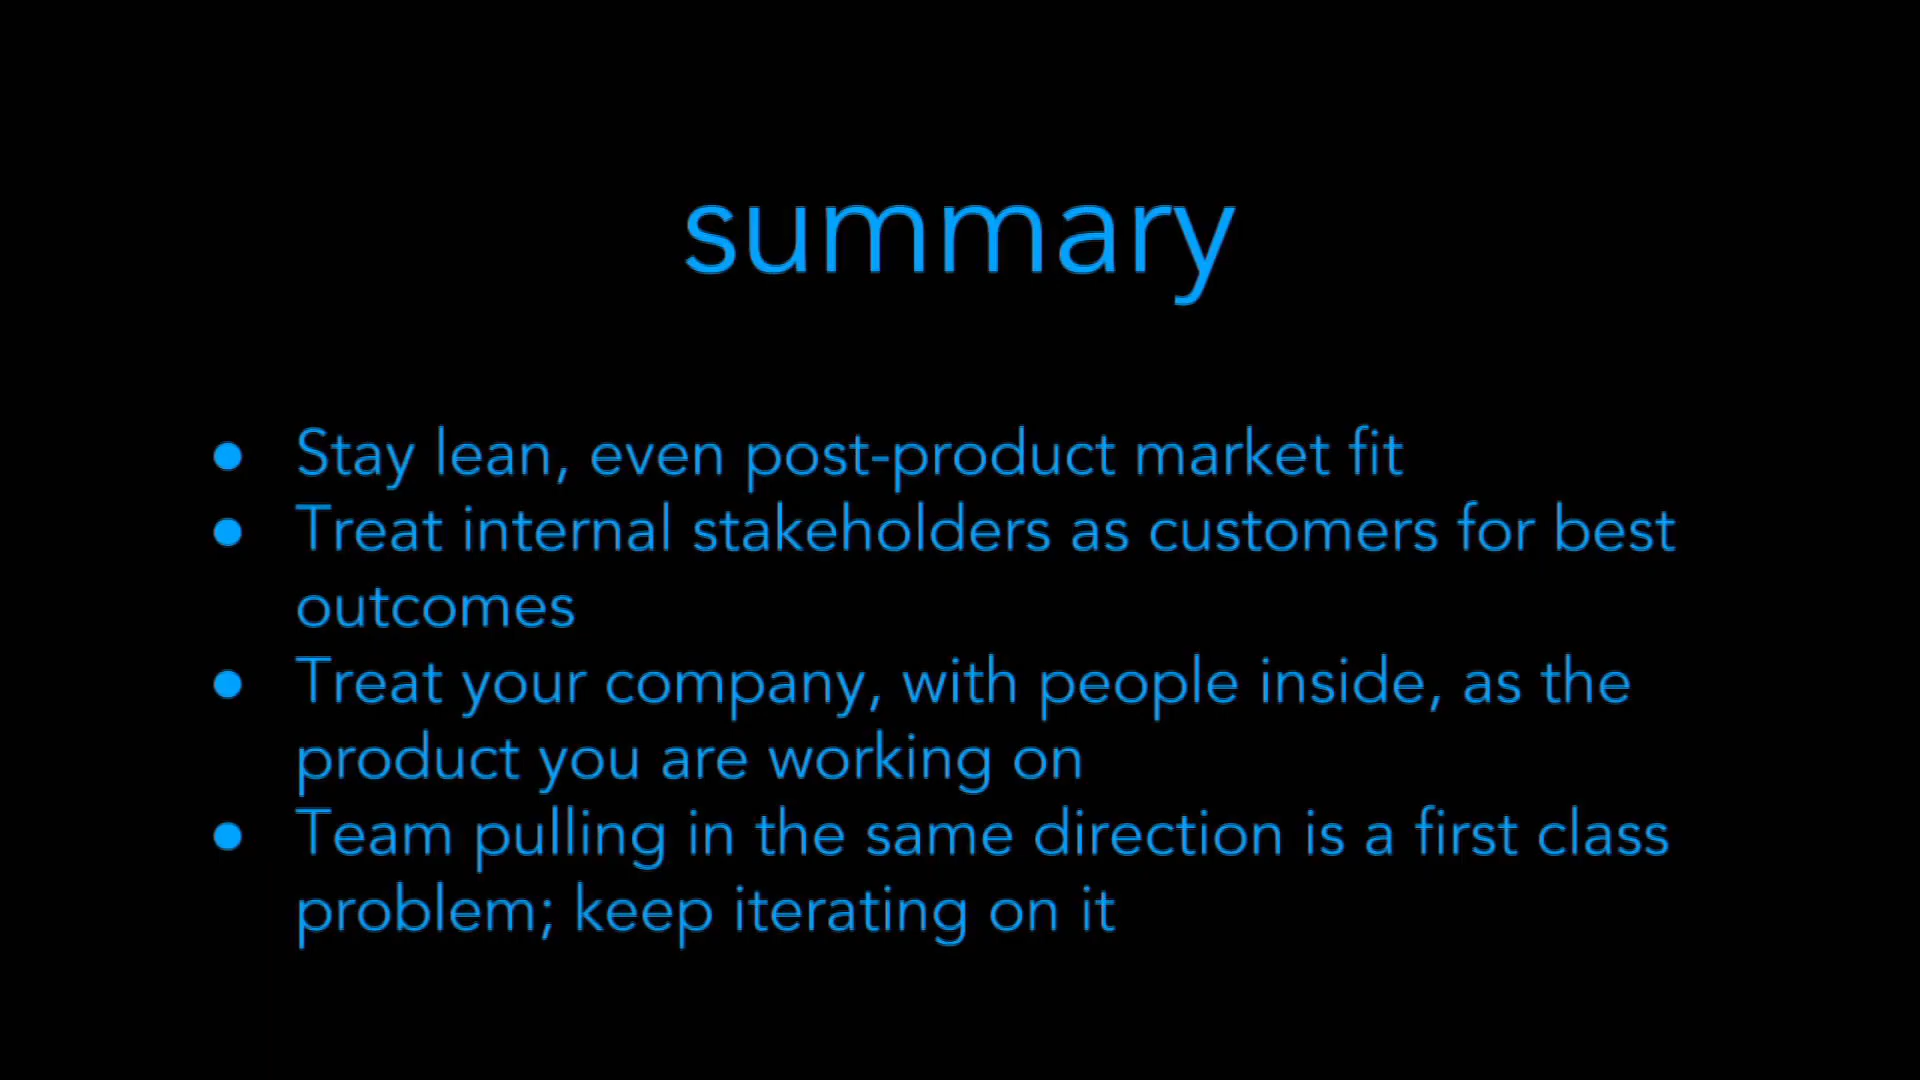 summary
● Stay lean, even post-product market fit
● Treat internal stakeholders as customers for best
outcomes
● Treat your company, with people inside, as the
product you are working on
● Team pulling in the same direction is a first class
problem; keep iterating on it